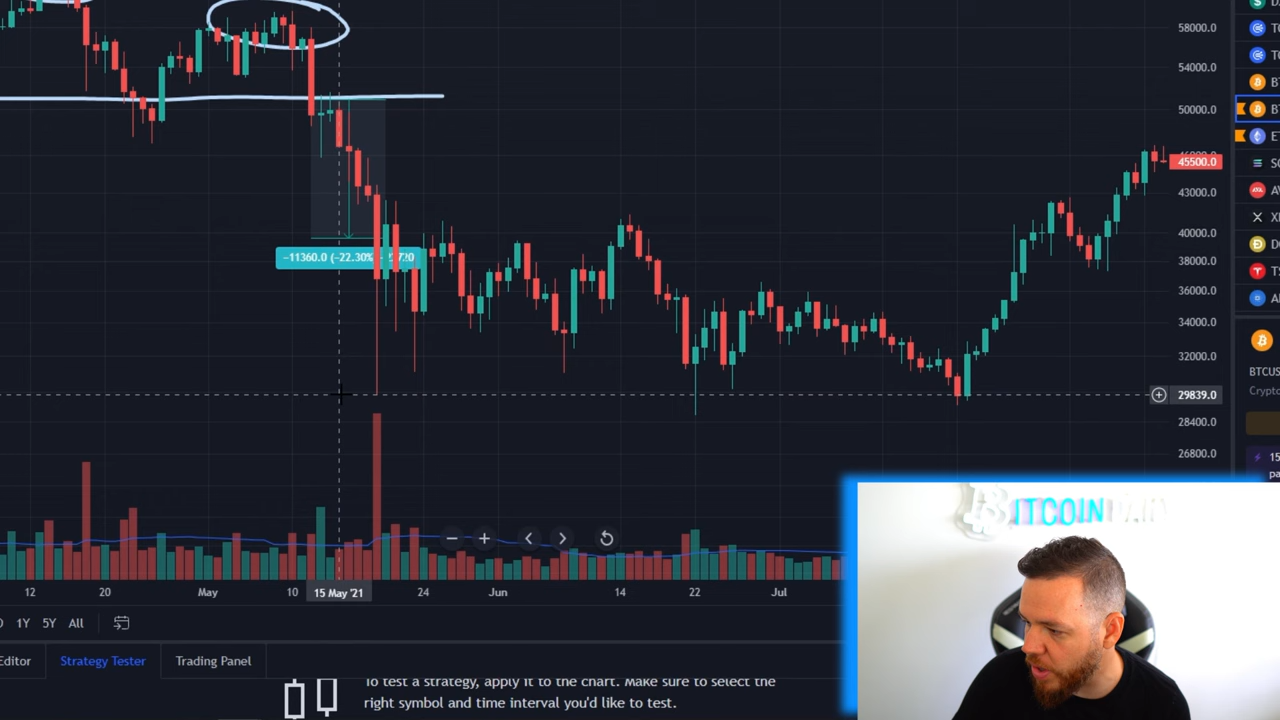 58000.0
54000.0
50000.0
45500.0
43000.0
40000.0
38000.0
36000.0
34000.0
32000.0
29839.0
28400.0
26800.0
−11360.0 (−22.30%)
12 20 May 10 15 May '21 24 Jun 14 22 Jul
1Y 5Y All
Editor Strategy Tester Trading Panel
To test a strategy, apply it to the chart. Make sure to select the
right symbol and time interval you'd like to test.
BTCUS
Crypto
15
pa
BITCOIN